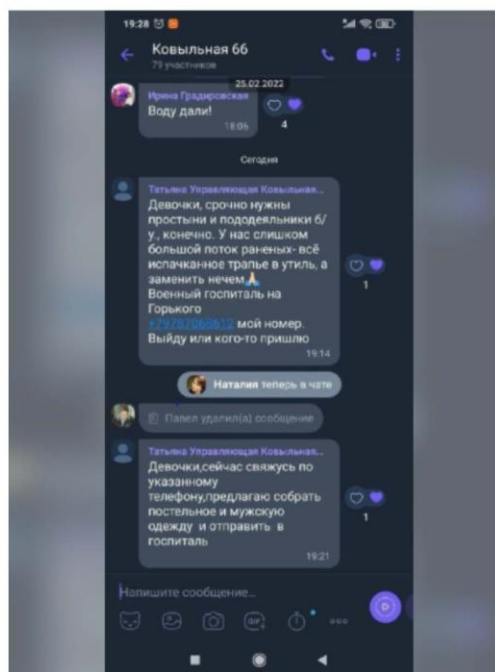 19:28
Ковыльная 66
79 участников
25.02.2022
Ирина Градировская
Воду дали!
18:06
4
Сегодня
Татьяна Управляющая Ковыльная...
Девочки, срочно нужны
простыни и пододеяльники б/
у., конечно. У нас слишком
большой поток раненых- всё
испачканное тряпье в утиль, а
заменить нечем🙏
Военный госпиталь на
Горького
+79787068612 мой номер.
Выйду или кого-то пришлю
19:14
1
Наталия теперь в чате
Павел удалил(а) сообщение
Татьяна Управляющая Ковыльная...
Девочки,сейчас свяжусь по
указанному
телефону,предлагаю собрать
постельное и мужскую
одежду и отправить в
госпиталь
19:21
1
Напишите сообщение...
GIF